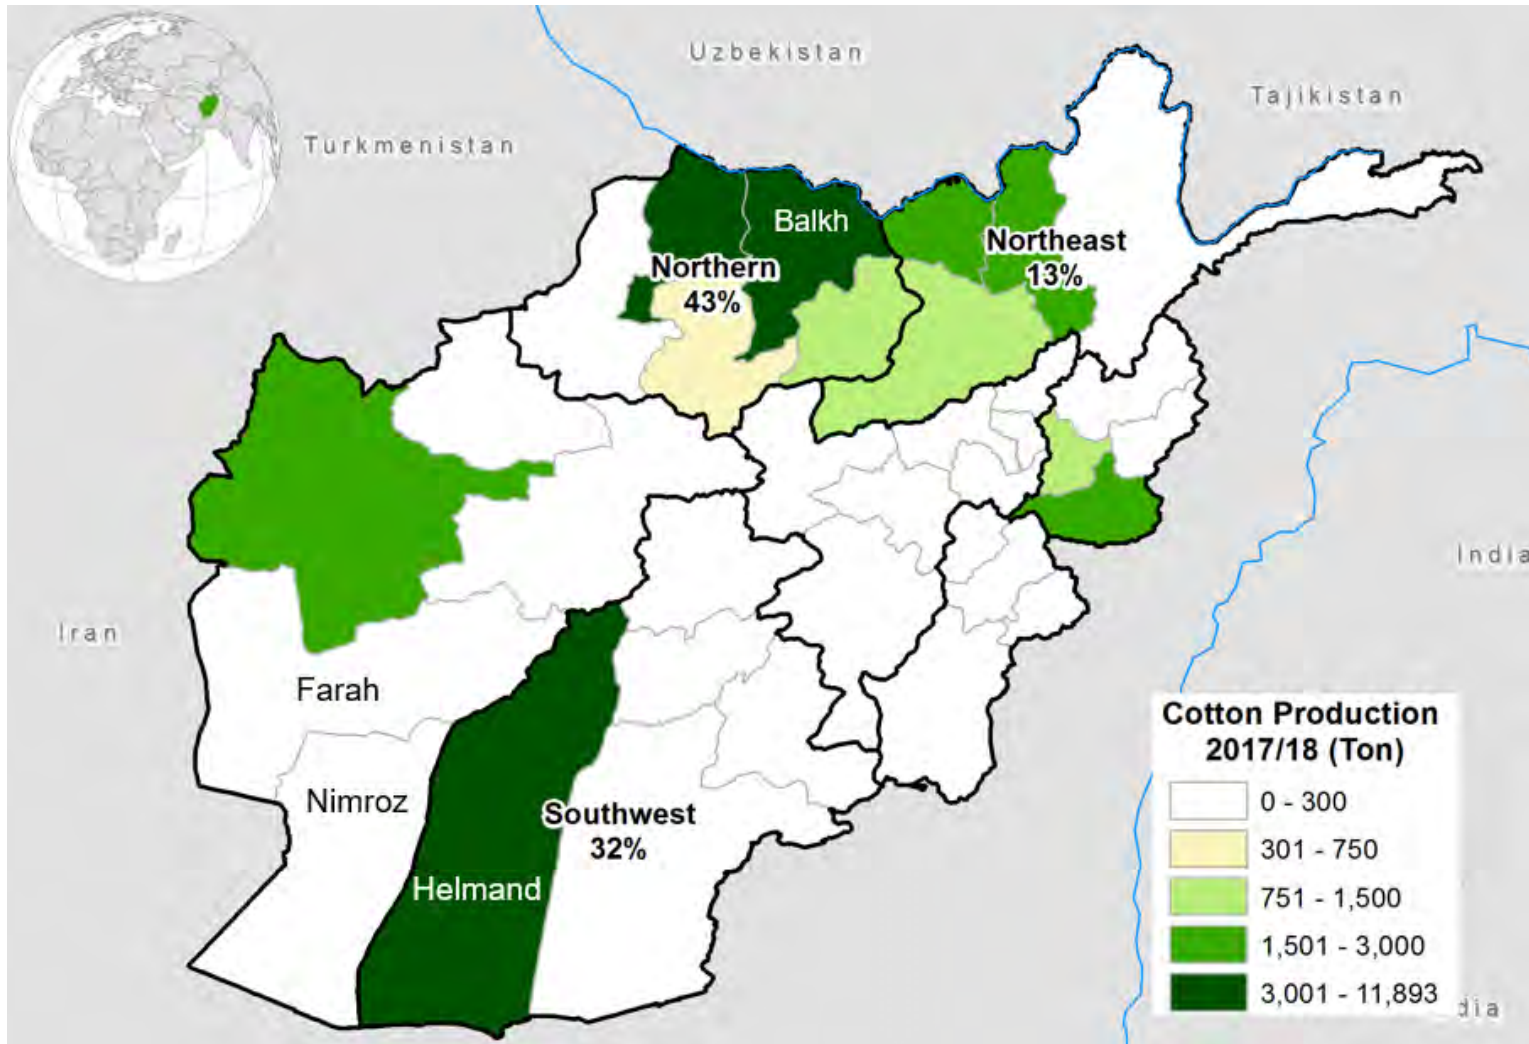 Uzbekistan
Tajikistan
Turkmenistan
Balkh
Northeast
13%
Northern
43%
India
Iran
Farah
Nimroz
Southwest
32%
Helmand
Cotton Production
2017/18 (Ton)
0 - 300
301 - 750
751 - 1,500
1,501 - 3,000
3,001 - 11,893
dia